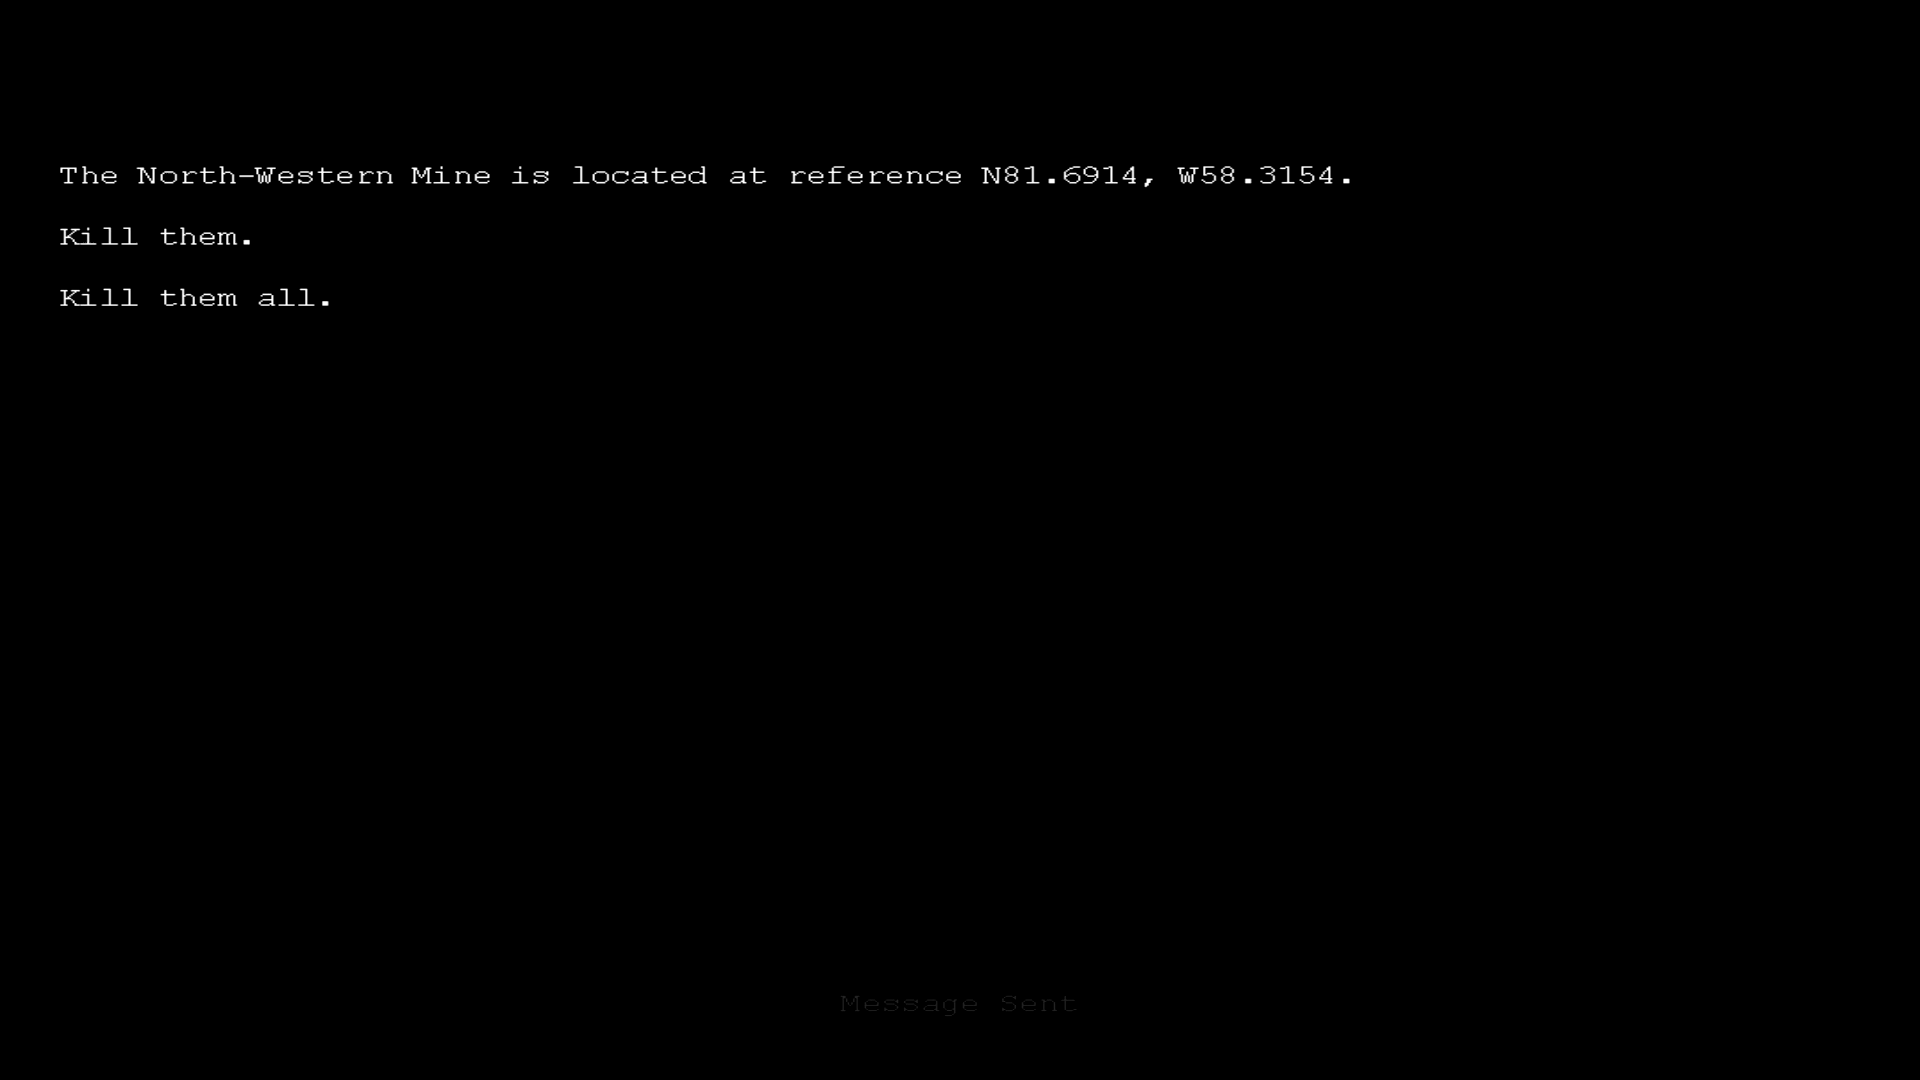 The North-Western Mine is located at reference N81.6914, W58.3154.
Kill them.
Kill them all.
Message Sent